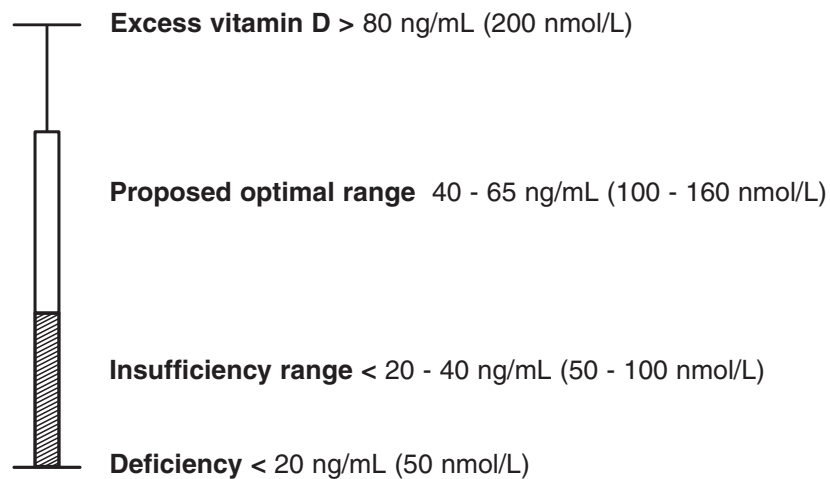 Excess vitamin D > 80 ng/mL (200 nmol/L)
Proposed optimal range 40 - 65 ng/mL (100 - 160 nmol/L)
Insufficiency range < 20 - 40 ng/mL (50 - 100 nmol/L)
Deficiency < 20 ng/mL (50 nmol/L)